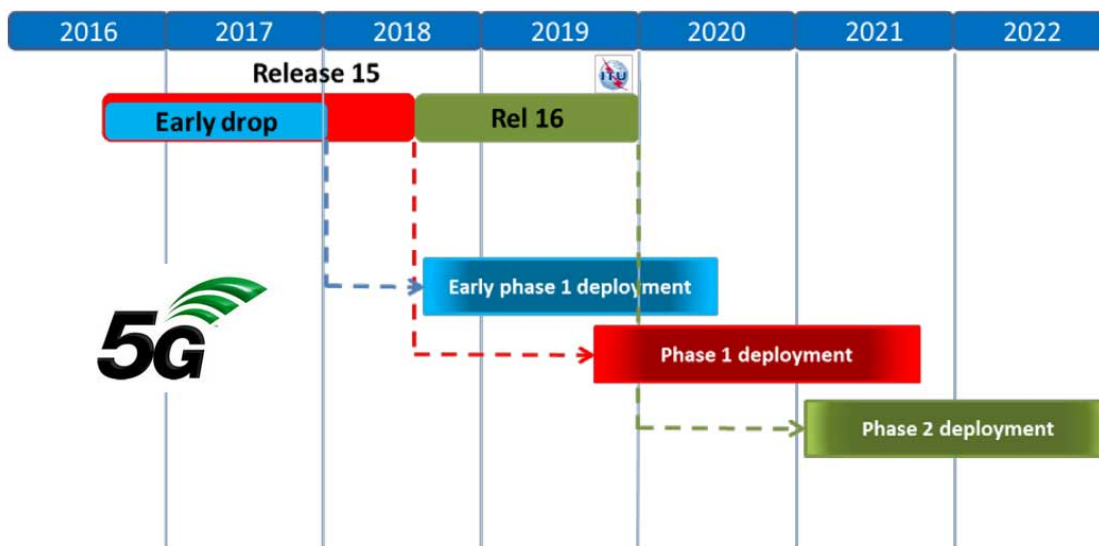 2016 2017 2018 2019 2020 2021 2022
Release 15
ITU
Early drop Rel 16
Early phase 1 deployment
Phase 1 deployment
5G
Phase 2 deployment